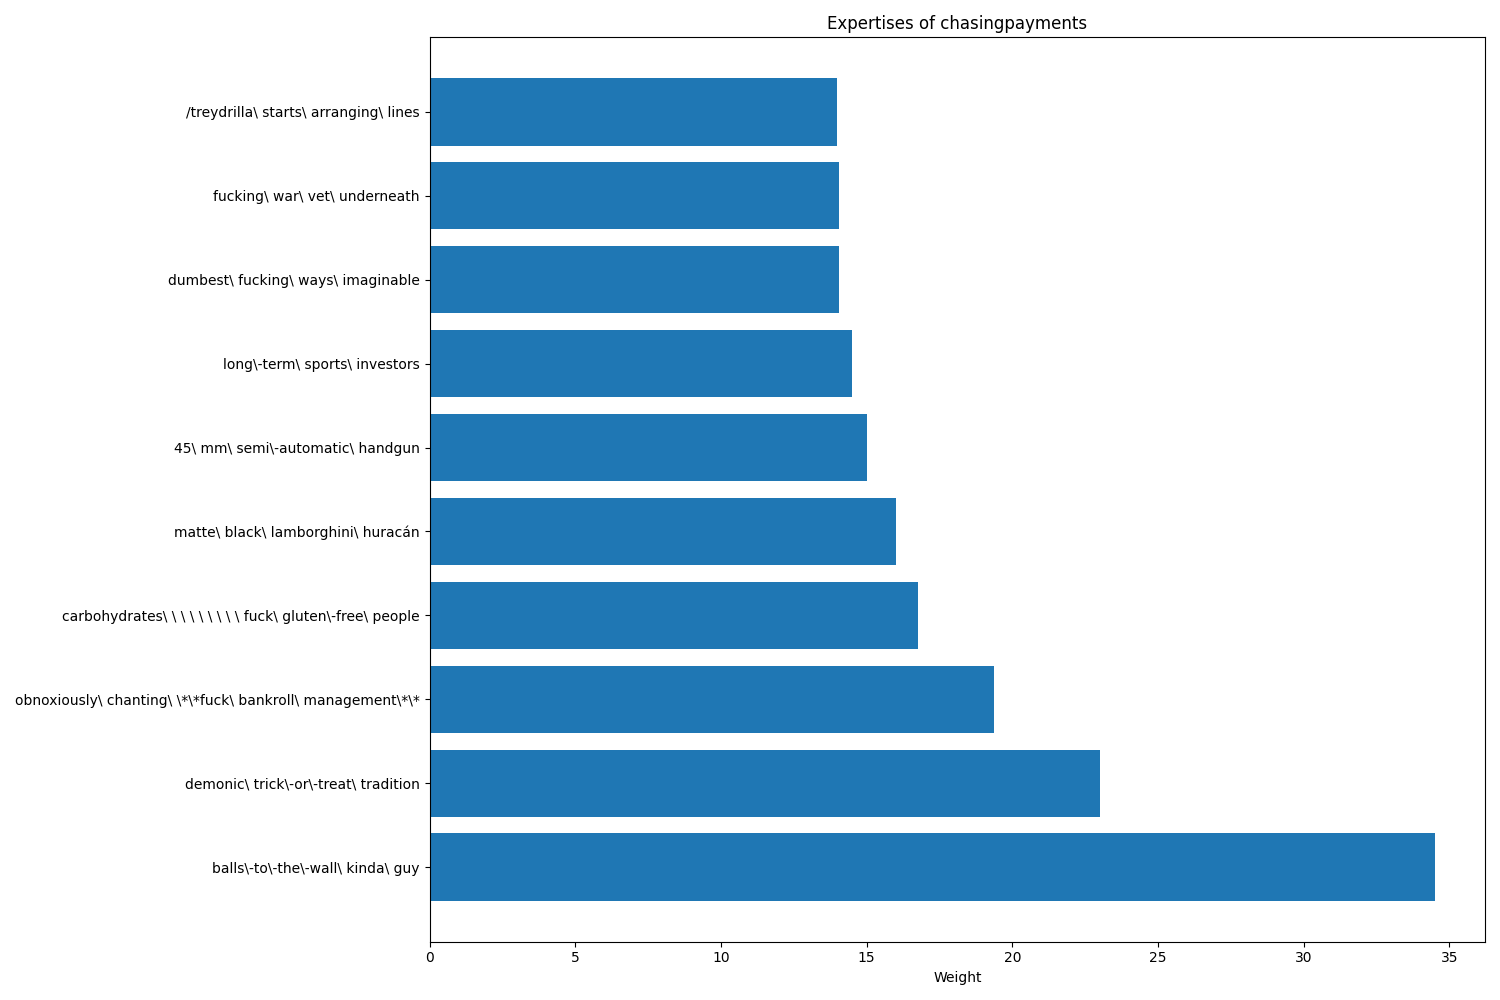 Expertises of chasingpayments
/treydrilla\ starts\ arranging\ lines
fucking\ war\ vet\ underneath
dumbest\ fucking\ ways\ imaginable
long\-term\ sports\ investors
45\ mm\ semi\-automatic\ handgun
matte\ black\ lamborghini\ huracán
carbohydrates\ \ \ \ \ \ \ \ \ fuck\ gluten\-free\ people
obnoxiously\ chanting\ \*\*fuck\ bankroll\ management\*\*
demonic\ trick\-or\-treat\ tradition
balls\-to\-the\-wall\ kinda\ guy
0 5 10 15 20 25 30 35
Weight